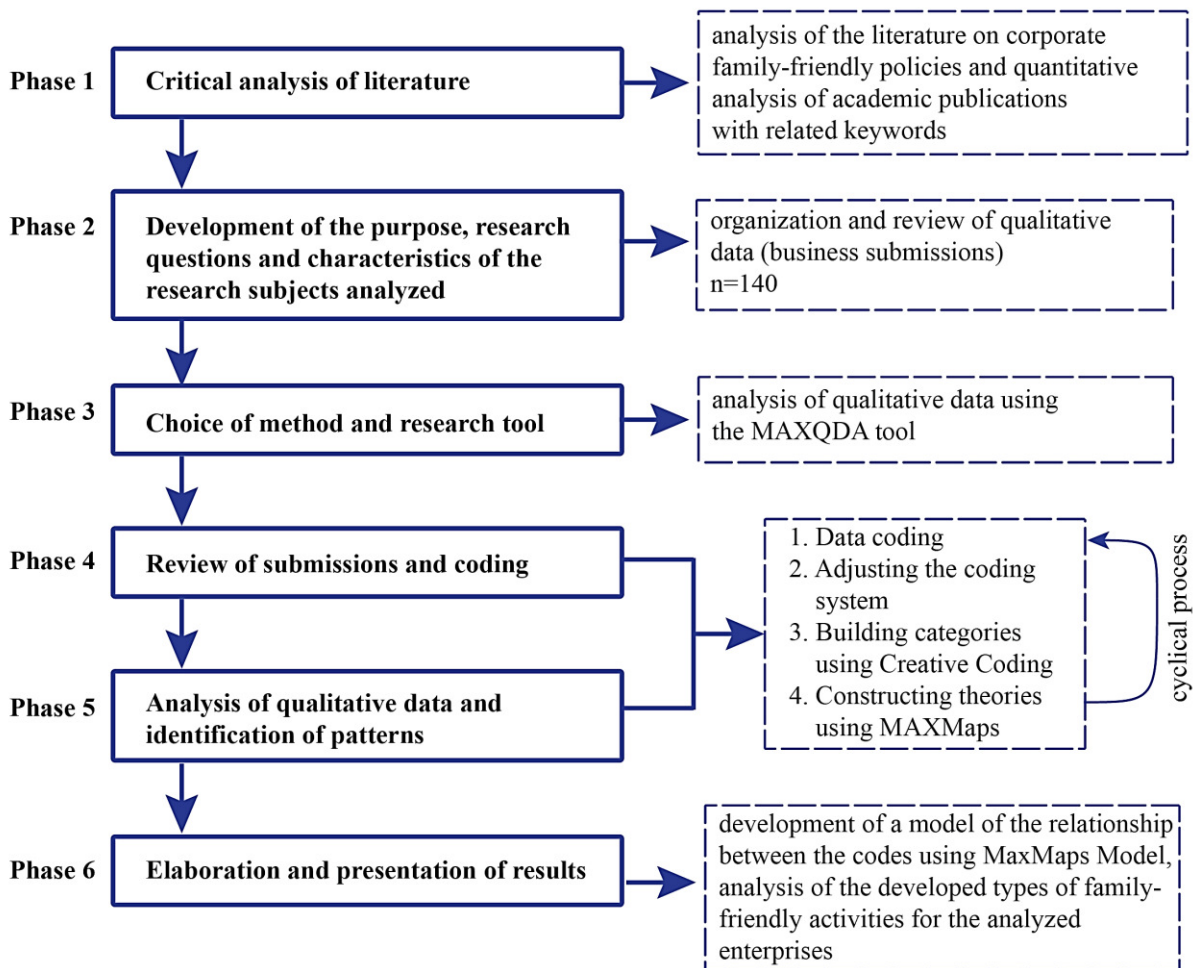 Phase 1
Critical analysis of literature
analysis of the literature on corporate
family-friendly policies and quantitative
analysis of academic publications
with related keywords
Phase 2
Development of the purpose, research
questions and characteristics of the
research subjects analyzed
organization and review of qualitative
data (business submissions)
n=140
Phase 3
Choice of method and research tool
analysis of qualitative data using
the MAXQDA tool
Phase 4
Review of submissions and coding
Phase 5
Analysis of qualitative data and
identification of patterns
1. Data coding
2. Adjusting the coding
system
3. Building categories
using Creative Coding
4. Constructing theories
using MAXMaps
cyclical process
Phase 6
Elaboration and presentation of results
development of a model of the relationship
between the codes using MaxMaps Model,
analysis of the developed types of family-
friendly activities for the analyzed
enterprises